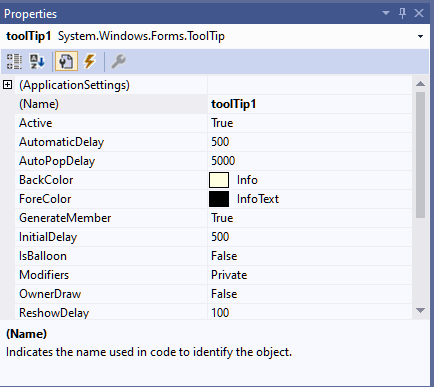 Properties
toolTip1 System.Windows.Forms.ToolTip
(ApplicationSettings)
(Name) toolTip1
Active True
AutomaticDelay 500
AutoPopDelay 5000
BackColor Info
ForeColor InfoText
GenerateMember True
InitialDelay 500
IsBalloon False
Modifiers Private
OwnerDraw False
ReshowDelay 100
(Name)
Indicates the name used in code to identify the object.